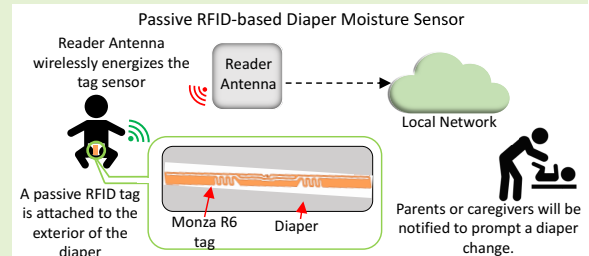 Passive RFID-based Diaper Moisture Sensor
Reader Antenna
wirelessly energizes the
tag sensor
Reader
Antenna
Local Network
A passive RFID tag
is attached to the
exterior of the
diaper
Monza R6
tag
Diaper
Parents or caregivers will be
notified to prompt a diaper
change.